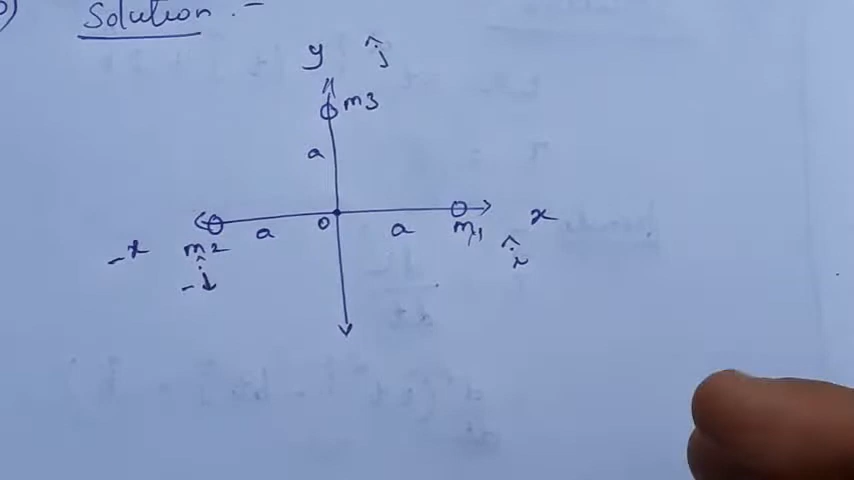 Solution :-
y ĵ
m3
a
-x m2 a o a m1 x
-î î